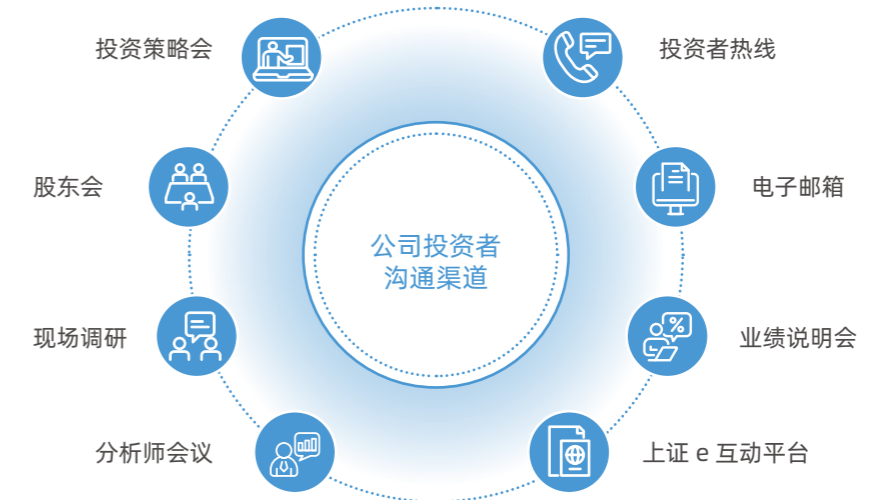 投资策略会
投资者热线
股东会
电子邮箱
公司投资者
沟通渠道
现场调研
业绩说明会
分析师会议
上证 e 互动平台